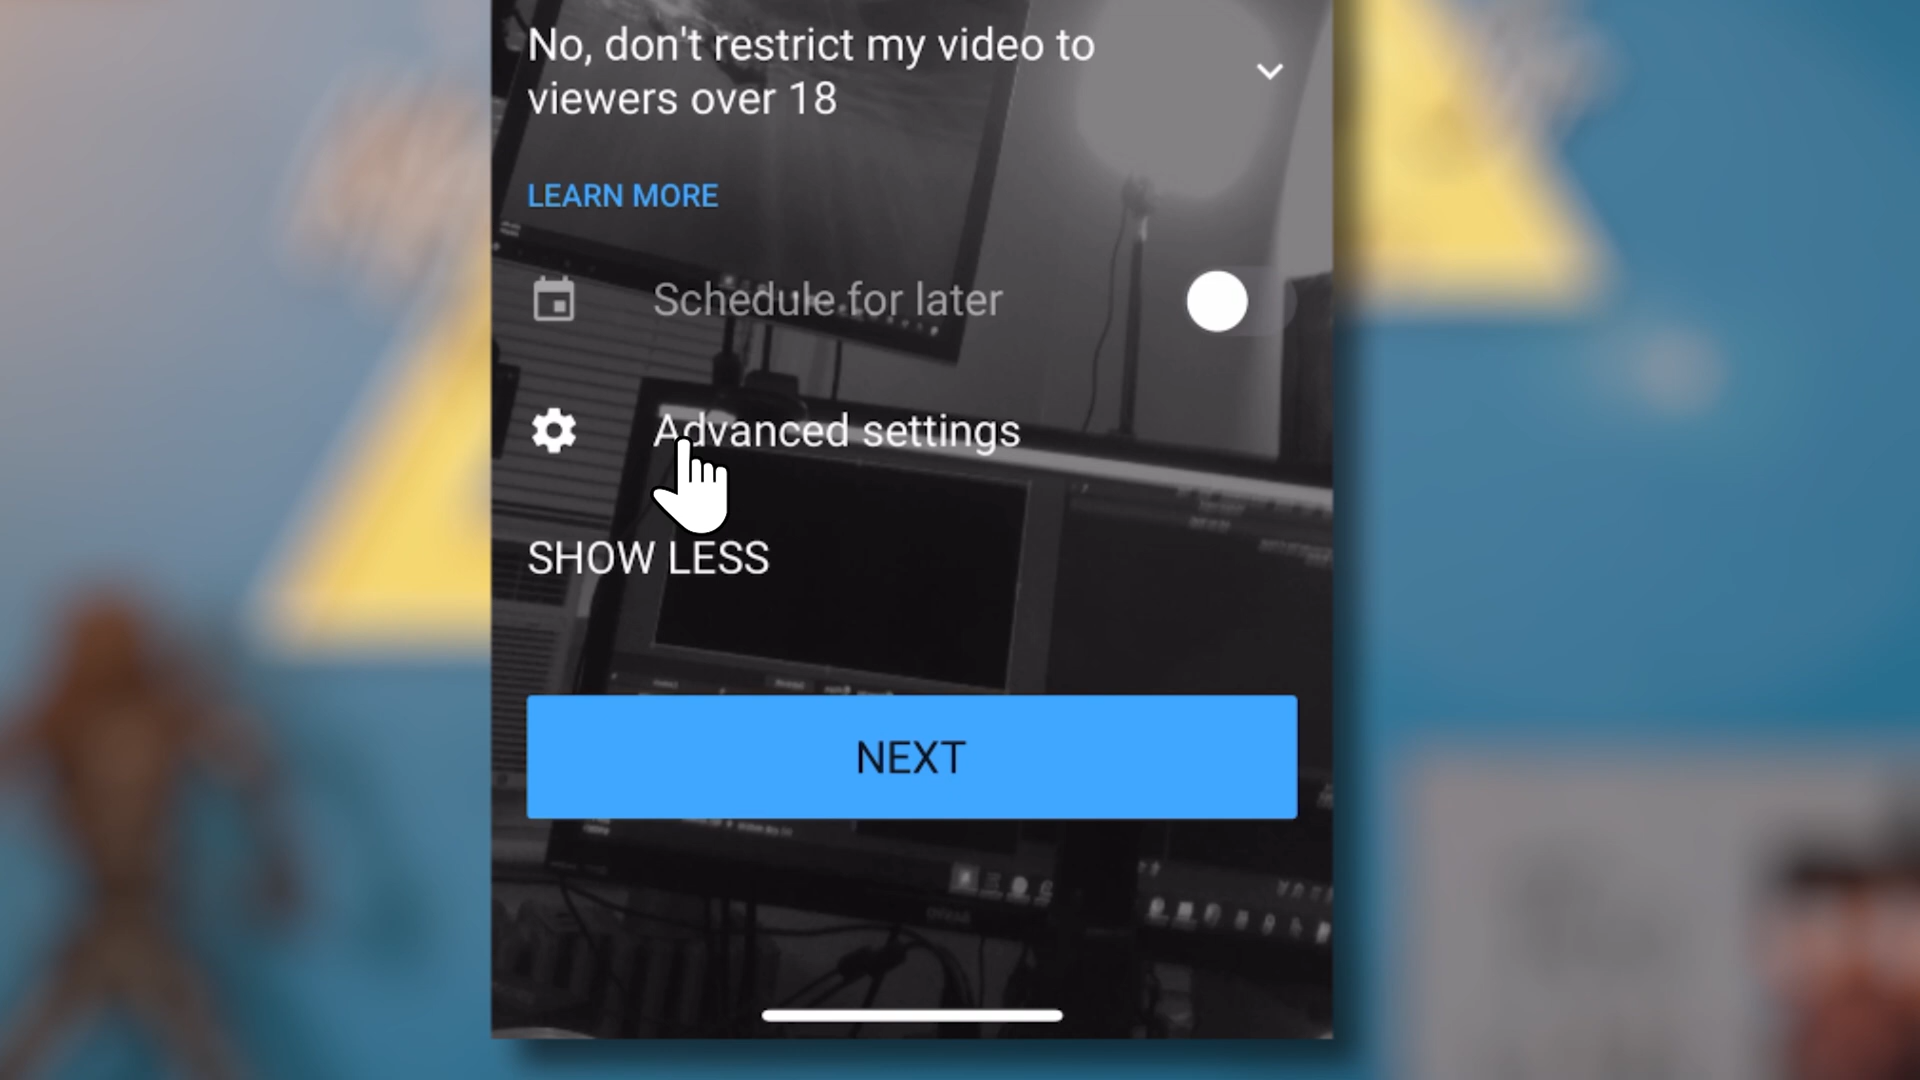 No, don't restrict my video to
viewers over 18
LEARN MORE
Schedule for later
Advanced settings
SHOW LESS
NEXT